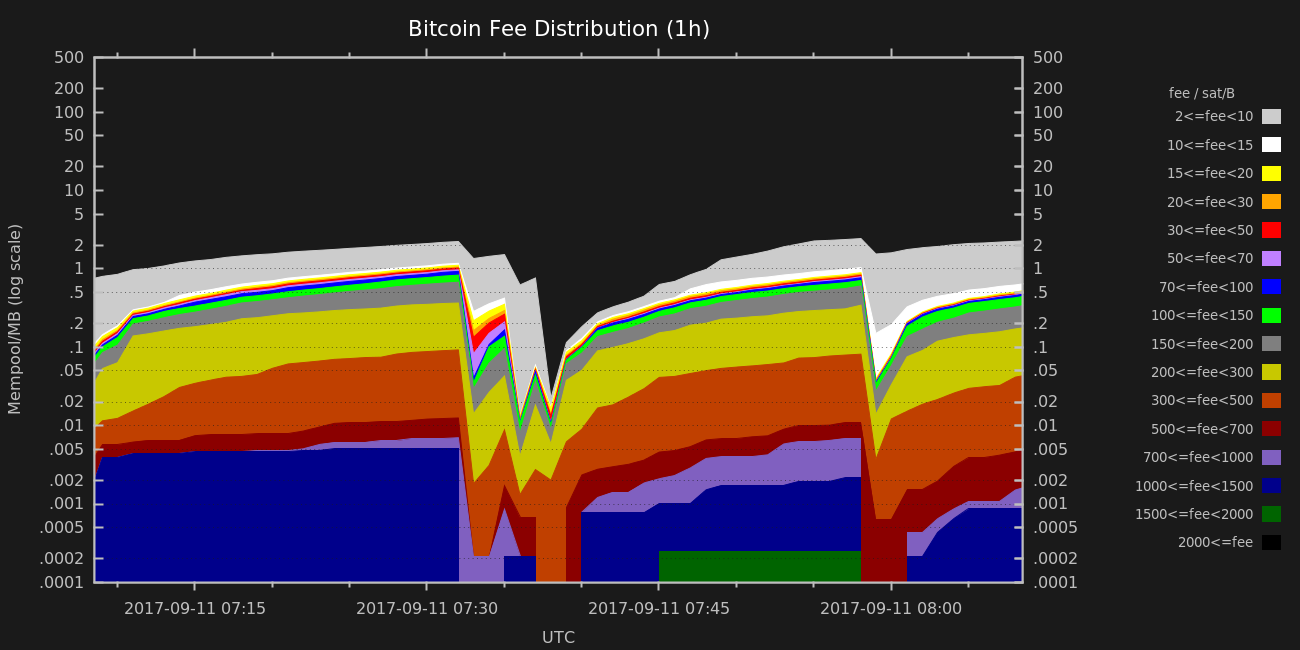 Bitcoin Fee Distribution (1h)
500
200
100
50
20
10
5
2
1
.5
.2
.1
.05
.02
.01
.005
.002
.001
.0005
.0002
.0001
Mempool/MB (log scale)
500
200
100
50
20
10
5
2
1
.5
.2
.1
.05
.02
.01
.005
.002
.001
.0005
.0002
.0001
2017-09-11 07:15 2017-09-11 07:30 2017-09-11 07:45 2017-09-11 08:00
UTC
fee / sat/B
2<=fee<10
10<=fee<15
15<=fee<20
20<=fee<30
30<=fee<50
50<=fee<70
70<=fee<100
100<=fee<150
150<=fee<200
200<=fee<300
300<=fee<500
500<=fee<700
700<=fee<1000
1000<=fee<1500
1500<=fee<2000
2000<=fee